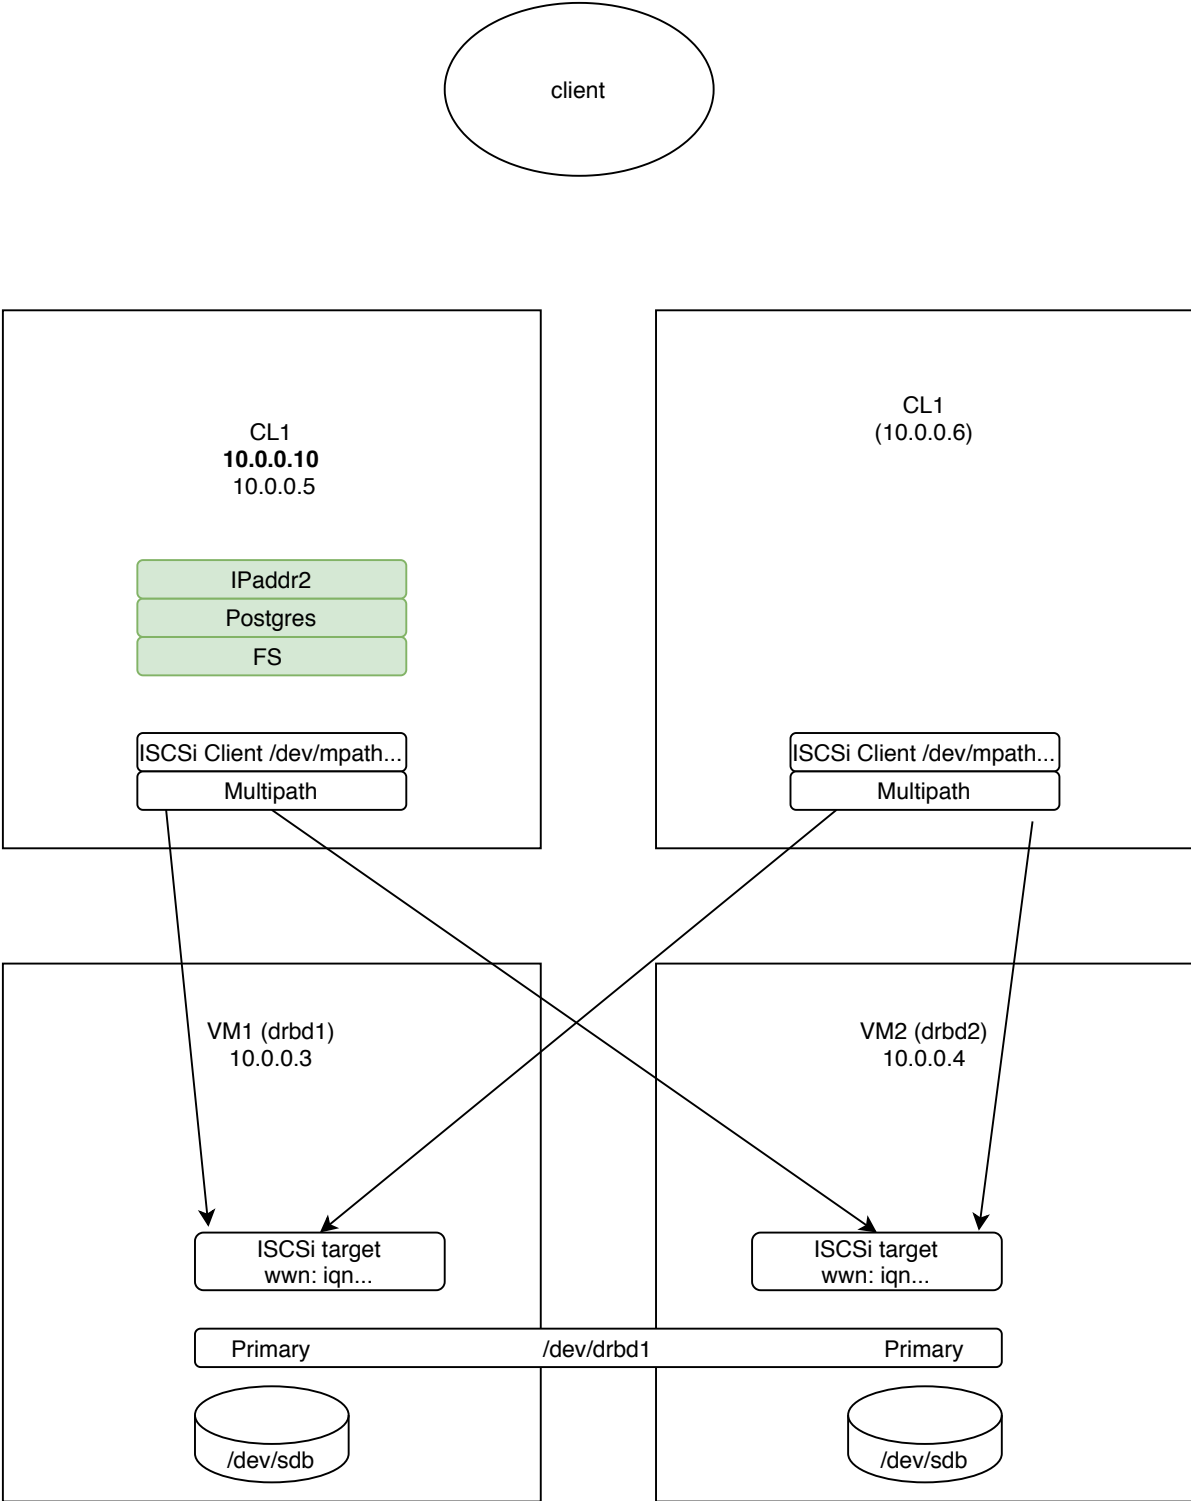 client
CL1
10.0.0.10
10.0.0.5
IPaddr2
Postgres
FS
ISCSi Client /dev/mpath...
Multipath
CL1
(10.0.0.6)
ISCSi Client /dev/mpath...
Multipath
VM1 (drbd1)
10.0.0.3
VM2 (drbd2)
10.0.0.4
ISCSi target
wwn: iqn...
ISCSi target
wwn: iqn...
Primary /dev/drbd1 Primary
/dev/sdb
/dev/sdb